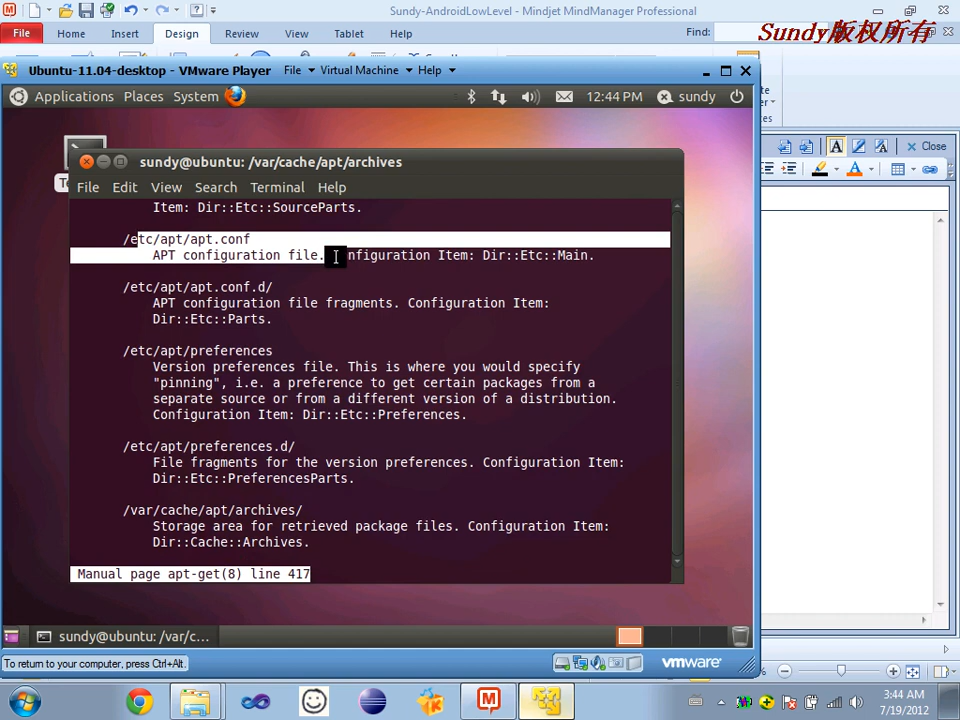 Sundy-AndroidLowLevel - Mindjet MindManager Professional
File Home Insert Design Review View Tablet Help Find:
Sundy版权所有
Ubuntu-11.04-desktop - VMware Player File Virtual Machine Help
Applications Places System 12:44 PM sundy
Close
sundy@ubuntu: /var/cache/apt/archives
File Edit View Search Terminal Help
Item: Dir::Etc::SourceParts.
/etc/apt/apt.conf
APT configuration file. Configuration Item: Dir::Etc::Main.
/etc/apt/apt.conf.d/
APT configuration file fragments. Configuration Item:
Dir::Etc::Parts.
/etc/apt/preferences
Version preferences file. This is where you would specify
"pinning", i.e. a preference to get certain packages from a
separate source or from a different version of a distribution.
Configuration Item: Dir::Etc::Preferences.
/etc/apt/preferences.d/
File fragments for the version preferences. Configuration Item:
Dir::Etc::PreferencesParts.
/var/cache/apt/archives/
Storage area for retrieved package files. Configuration Item:
Dir::Cache::Archives.
Manual page apt-get(8) line 417
sundy@ubuntu: /var/c...
To return to your computer, press Ctrl+Alt.
vmware
3:44 AM
7/19/2012